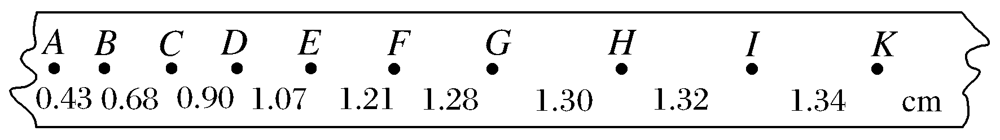 A B C D E F G H I K
0.43 0.68 0.90 1.07 1.21 1.28 1.30 1.32 1.34 cm